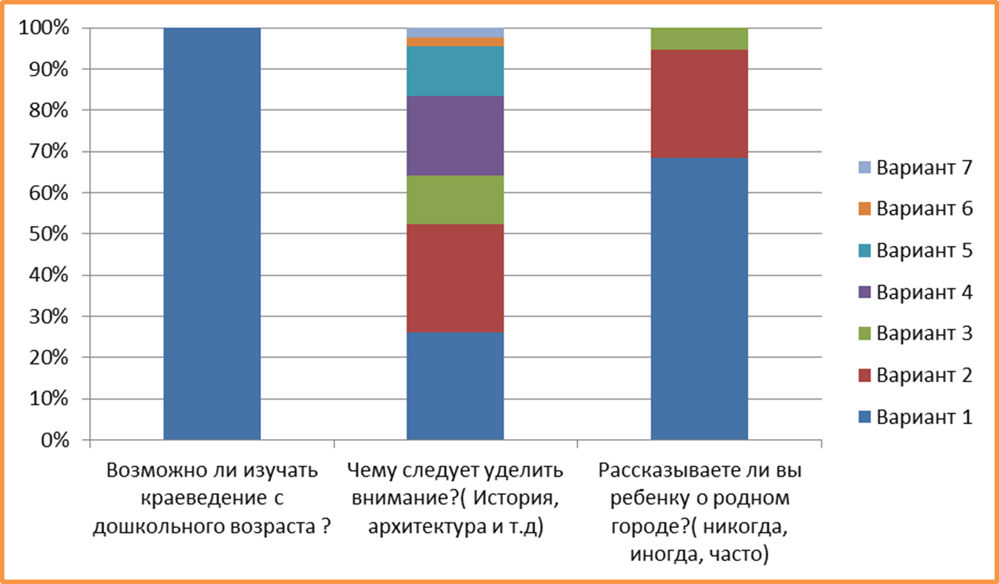 100%
90%
80%
70%
60%
50%
40%
30%
20%
10%
0%
Возможно ли изучать
краеведение с
дошкольного возраста ?
Чему следует уделить
внимание?( История,
архитектура и т.д)
Рассказываете ли вы
ребенку о родном
городе?( никогда,
иногда, часто)
Вариант 7
Вариант 6
Вариант 5
Вариант 4
Вариант 3
Вариант 2
Вариант 1